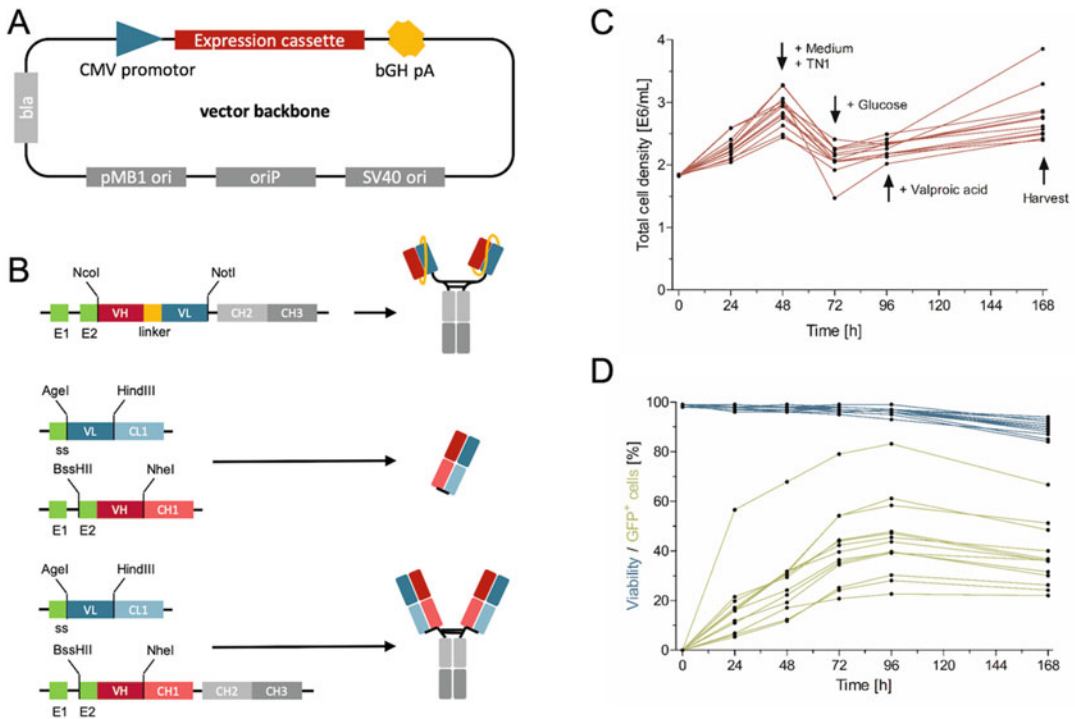 A
Expression cassette
CMV promotor
bGH pA
bla
vector backbone
pMB1 ori
oriP
SV40 ori
B
NcoI
NotI
VH
VL
CH2
CH3
E1
E2
linker
AgeI
HindIII
VL
CL1
ss
BssHII
NheI
VH
CH1
E1
E2
AgeI
HindIII
VL
CL1
ss
BssHII
NheI
VH
CH1
CH2
CH3
E1
E2
C
+ Medium
+ TN1
+ Glucose
+ Valproic acid
Harvest
Total cell density [E6/mL]
4
3
2
1
0
0
24
48
72
96
120
144
168
Time [h]
D
Viability / GFP+ cells [%]
100
80
60
40
20
0
0
24
48
72
96
120
144
168
Time [h]